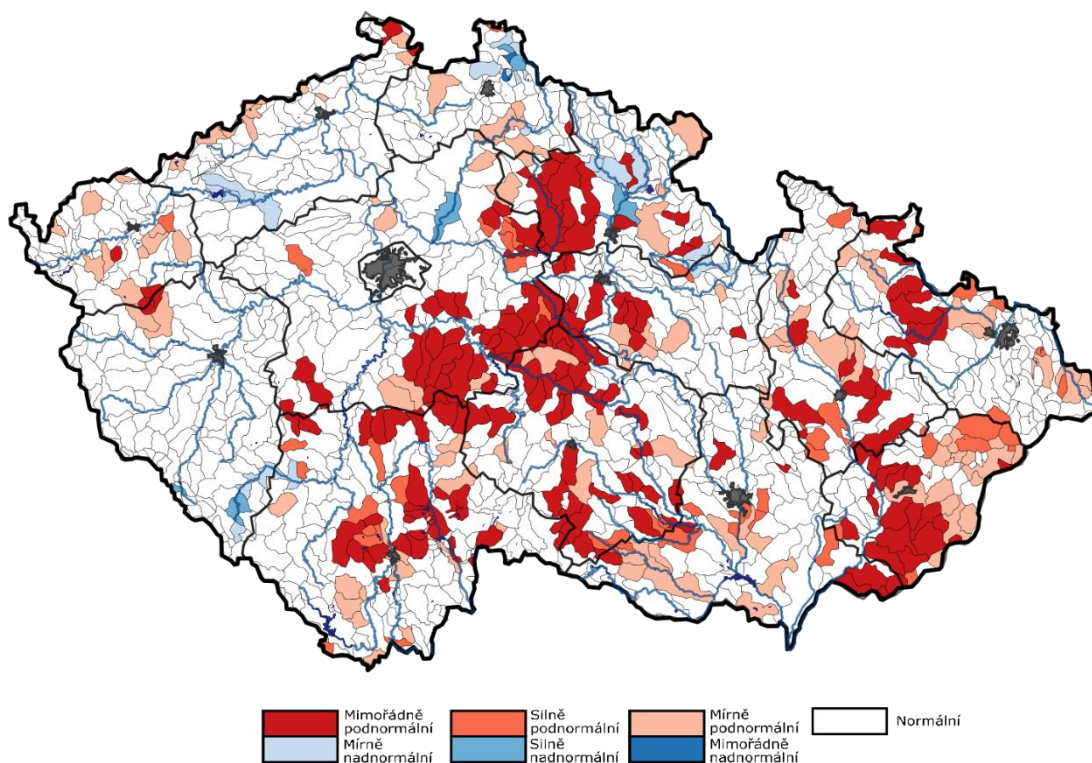 Mimořádně
podnormální
Silně
podnormální
Mírně
podnormální
Normální
Mírně
nadnormální
Silně
nadnormální
Mimořádně
nadnormální